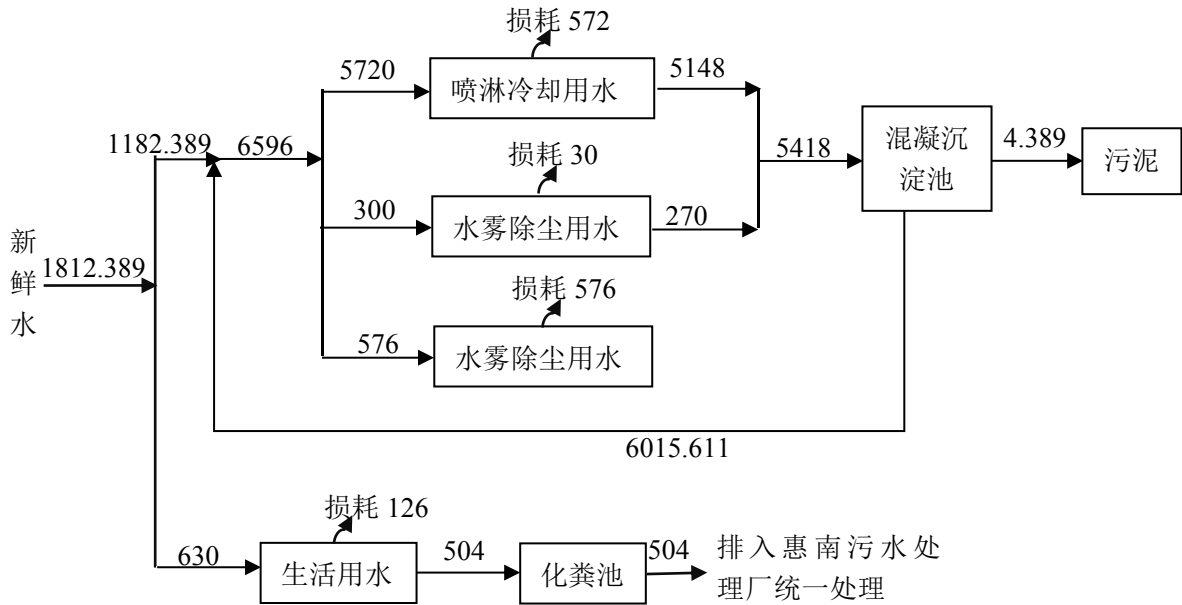 损耗 572
5720
喷淋冷却用水
5148
1182.389
6596
损耗 30
5418
混凝沉
淀池
4.389
污泥
300
水雾除尘用水
270
新
鲜
水
1812.389
损耗 576
576
水雾除尘用水
6015.611
损耗 126
630
生活用水
504
化粪池
504
排入惠南污水处
理厂统一处理